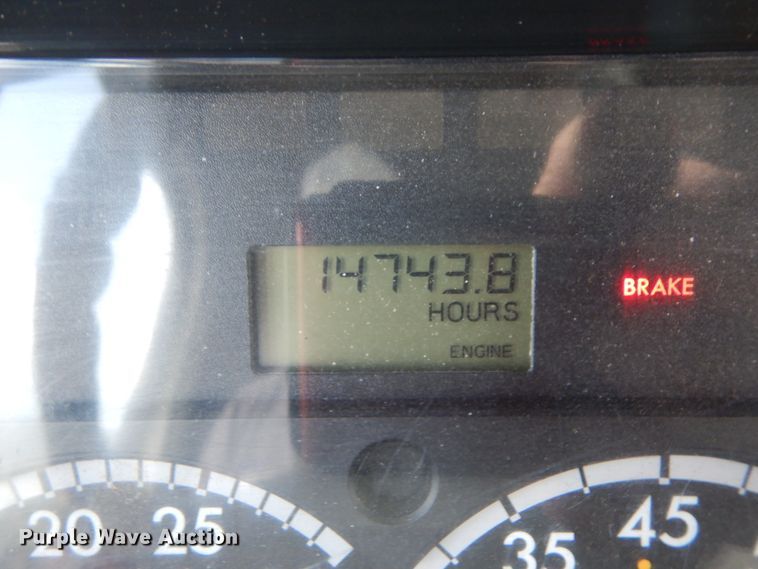 14743.8
HOURS
BRAKE
ENGINE
20 25
35 45
Purple Wave Auction